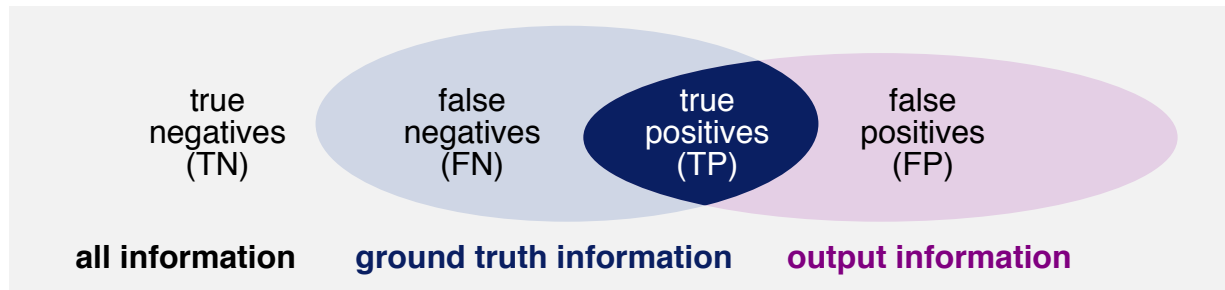 true
negatives
(TN)
false
negatives
(FN)
true
positives
(TP)
false
positives
(FP)
all information
ground truth information
output information